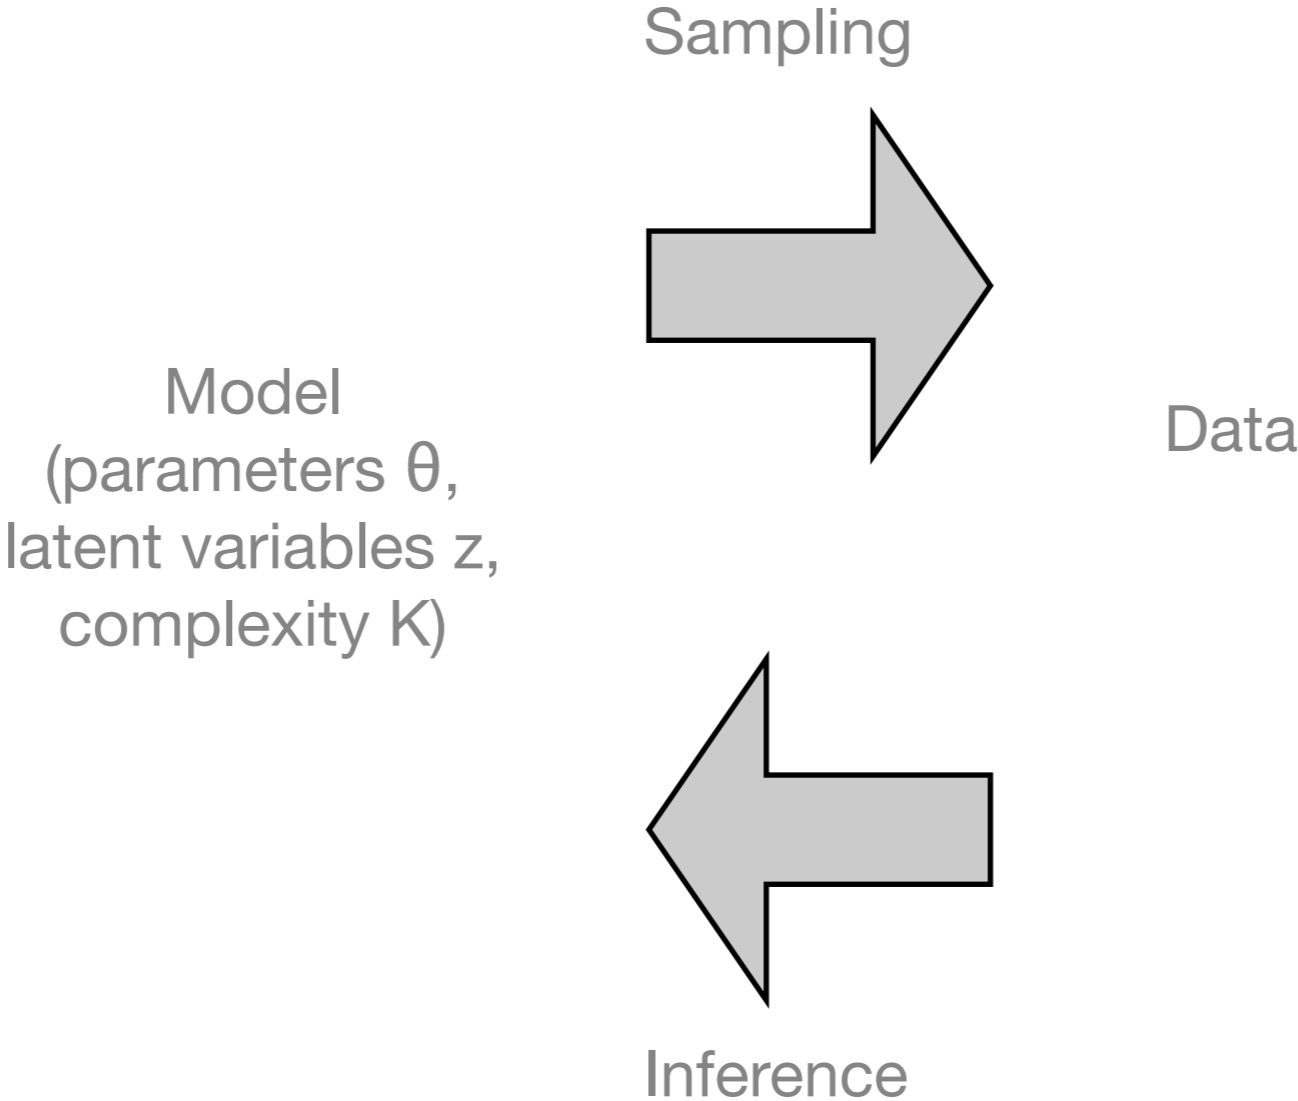 Sampling
Model
(parameters θ,
latent variables z,
complexity K)
Data
Inference